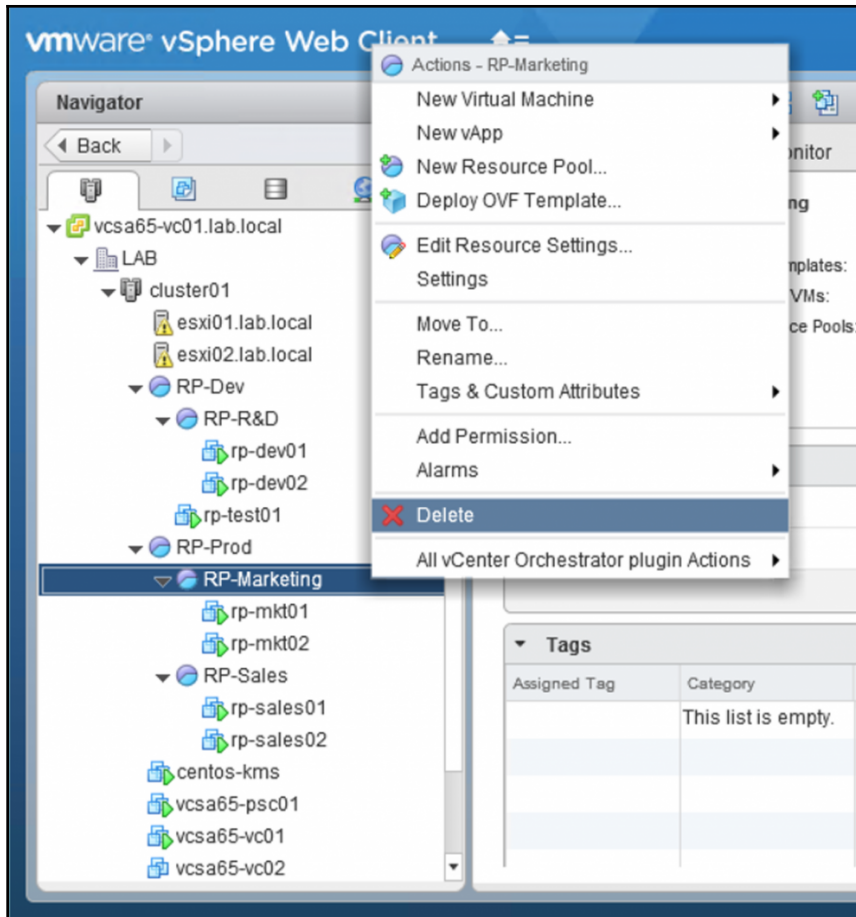 vmware® vSphere Web Client
Actions - RP-Marketing
New Virtual Machine
New vApp
New Resource Pool...
Deploy OVF Template...
Edit Resource Settings...
Settings
Move To...
Rename...
Tags & Custom Attributes
Add Permission...
Alarms
Delete
All vCenter Orchestrator plugin Actions
Navigator
Back
vcsa65-vc01.lab.local
LAB
cluster01
esxi01.lab.local
esxi02.lab.local
RP-Dev
RP-R&D
rp-dev01
rp-dev02
rp-test01
RP-Prod
RP-Marketing
rp-mkt01
rp-mkt02
RP-Sales
rp-sales01
rp-sales02
centos-kms
vcsa65-psc01
vcsa65-vc01
vcsa65-vc02
onitor
ng
mplates:
VMs:
ce Pools:
Tags
Assigned Tag Category
This list is empty.